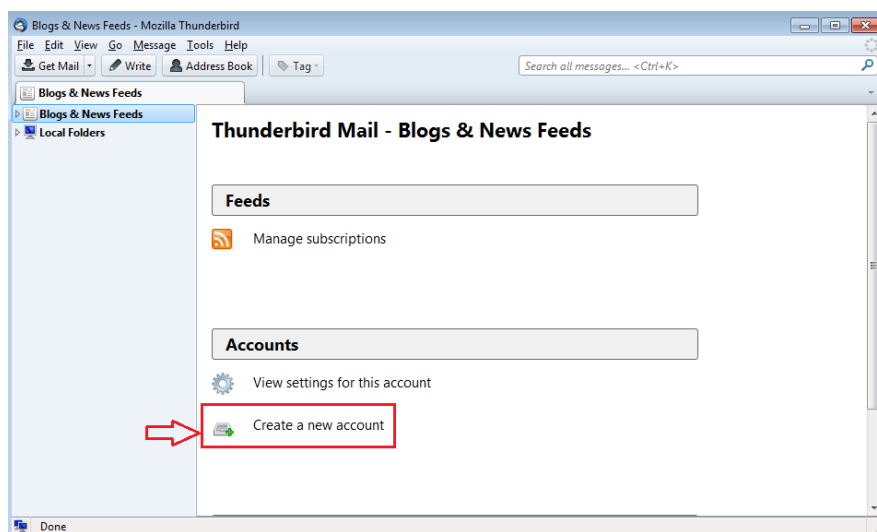 Blogs & News Feeds - Mozilla Thunderbird
File Edit View Go Message Tools Help
Get Mail Write Address Book Tag Search all messages... <Ctrl+K>
Blogs & News Feeds
Blogs & News Feeds
Local Folders
Thunderbird Mail - Blogs & News Feeds
Feeds
Manage subscriptions
Accounts
View settings for this account
Create a new account
Done